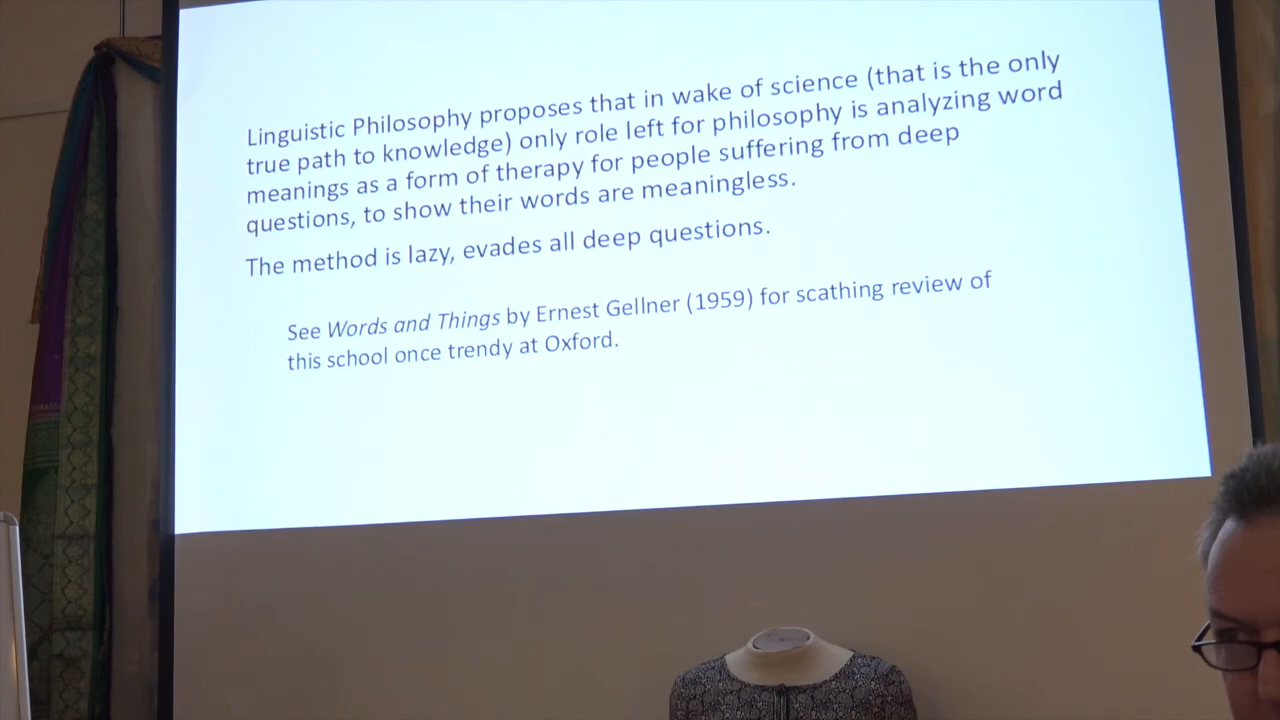 Linguistic Philosophy proposes that in wake of science (that is the only
true path to knowledge) only role left for philosophy is analyzing word
meanings as a form of therapy for people suffering from deep
questions, to show their words are meaningless.
The method is lazy, evades all deep questions.
See Words and Things by Ernest Gellner (1959) for scathing review of
this school once trendy at Oxford.